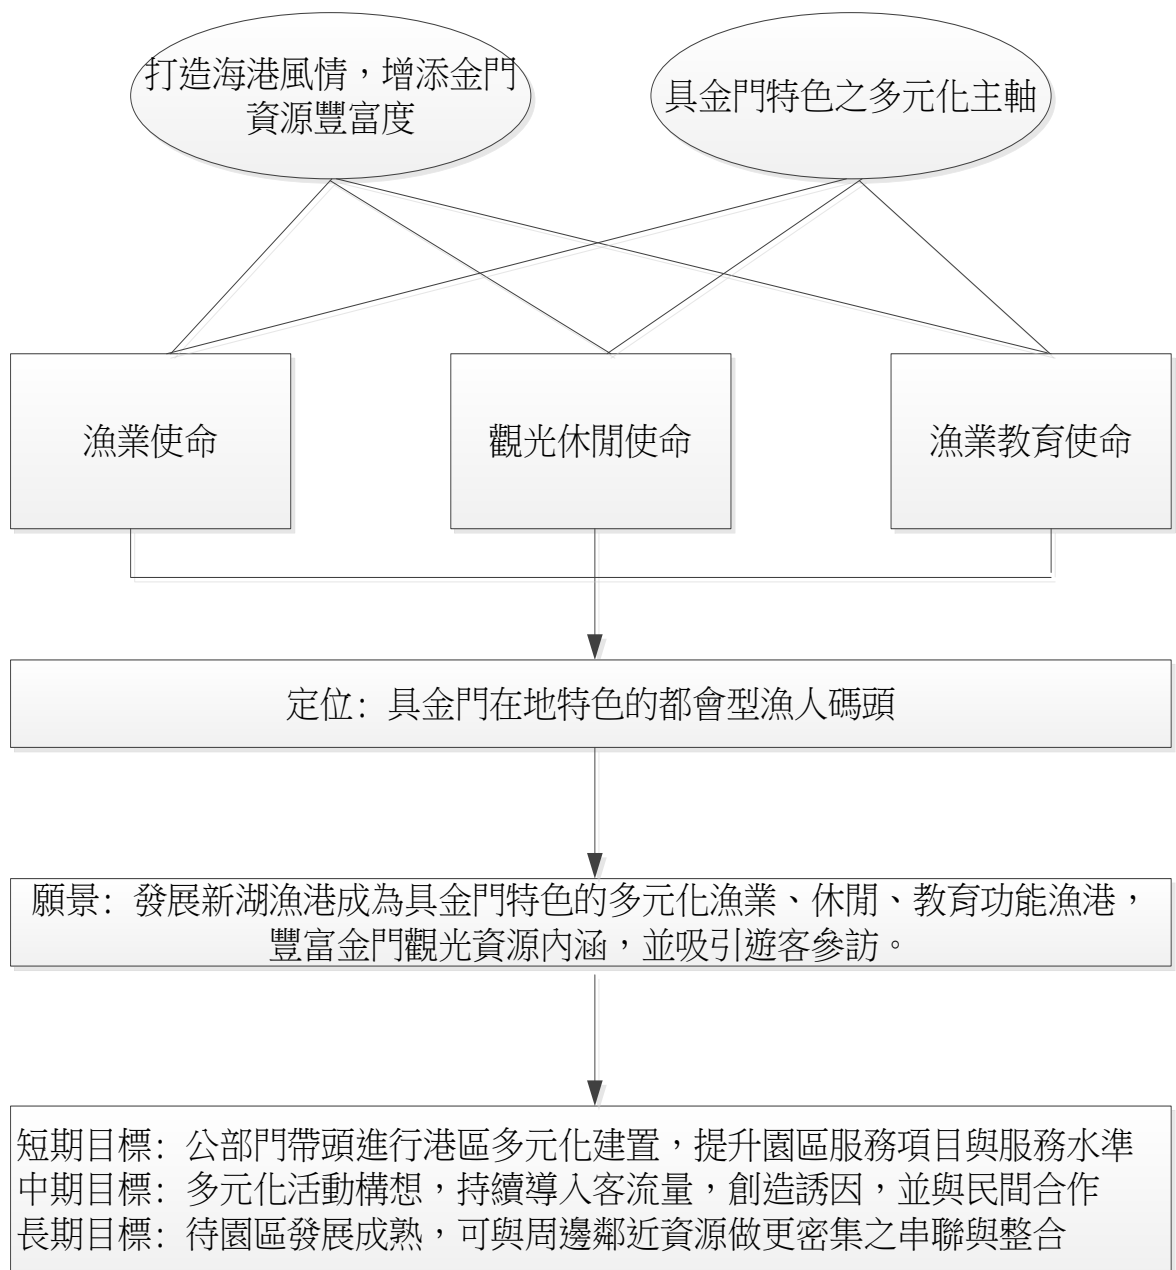 打造海港風情，增添金門
資源豐富度
具金門特色之多元化主軸
漁業使命
觀光休閒使命
漁業教育使命
定位: 具金門在地特色的都會型漁人碼頭
願景: 發展新湖漁港成為具金門特色的多元化漁業、休閒、教育功能漁港，
豐富金門觀光資源內涵，並吸引遊客參訪。
短期目標: 公部門帶頭進行港區多元化建置，提升園區服務項目與服務水準
中期目標: 多元化活動構想，持續導入客流量，創造誘因，並與民間合作
長期目標: 待園區發展成熟，可與周邊鄰近資源做更密集之串聯與整合